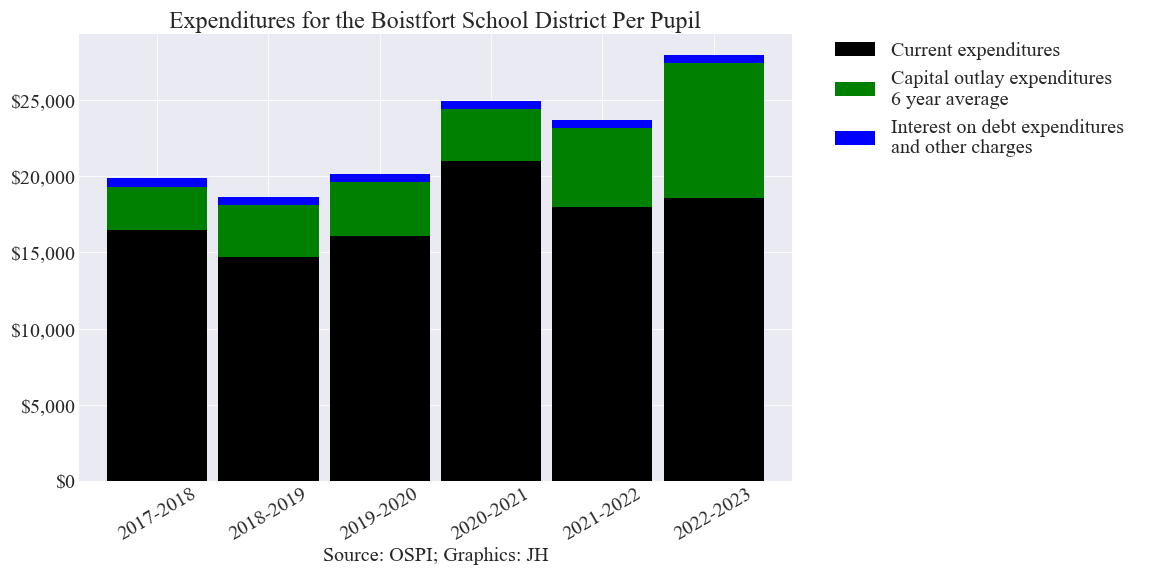 Expenditures for the Boistfort School District Per Pupil
Current expenditures
Capital outlay expenditures
6 year average
Interest on debt expenditures
and other charges
$25,000
$20,000
$15,000
$10,000
$5,000
$0
2017-2018
2018-2019
2019-2020
2020-2021
2021-2022
2022-2023
Source: OSPI; Graphics: JH